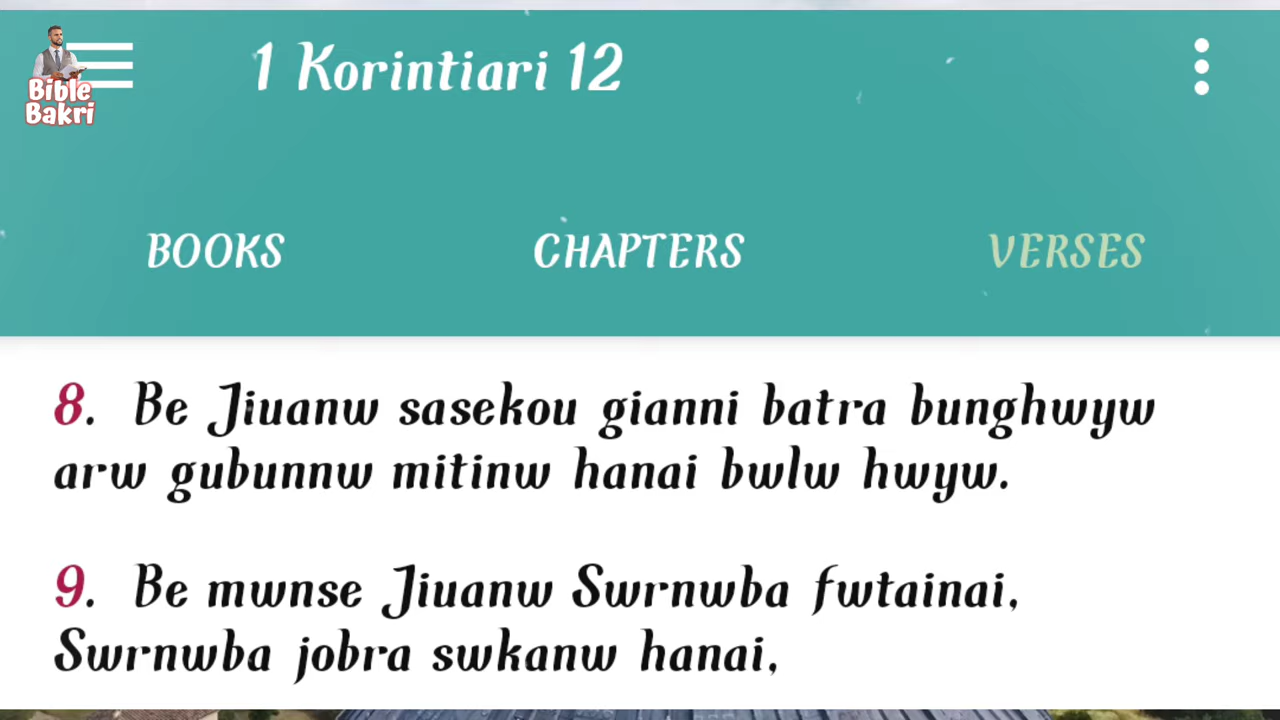 Bible
Bakri
1 Korintiari 12
BOOKS CHAPTERS VERSES
8. Be Jiuanw sasekou gianni batra bunghwyw
arw gubunnw mitinw hanai bwlw hwyw.
9. Be mwnse Jiuanw Swrnwba fwtainai,
Swrnwba jobra swkanw hanai,